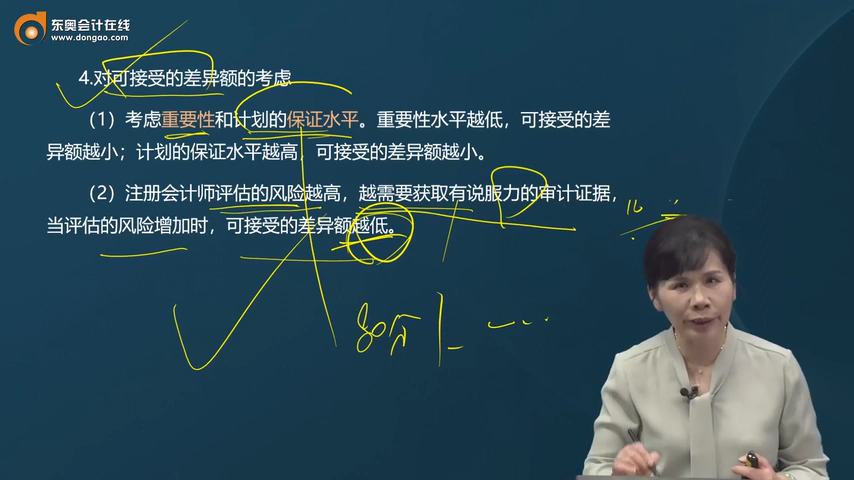 东奥会计在线
www.dongao.com
4.对可接受的差异额的考虑
（1）考虑重要性和计划的保证水平。重要性水平越低，可接受的差
异额越小；计划的保证水平越高，可接受的差异额越小。
（2）注册会计师评估的风险越高，越需要获取有说服力的审计证据，
当评估的风险增加时，可接受的差异额越低。
80万